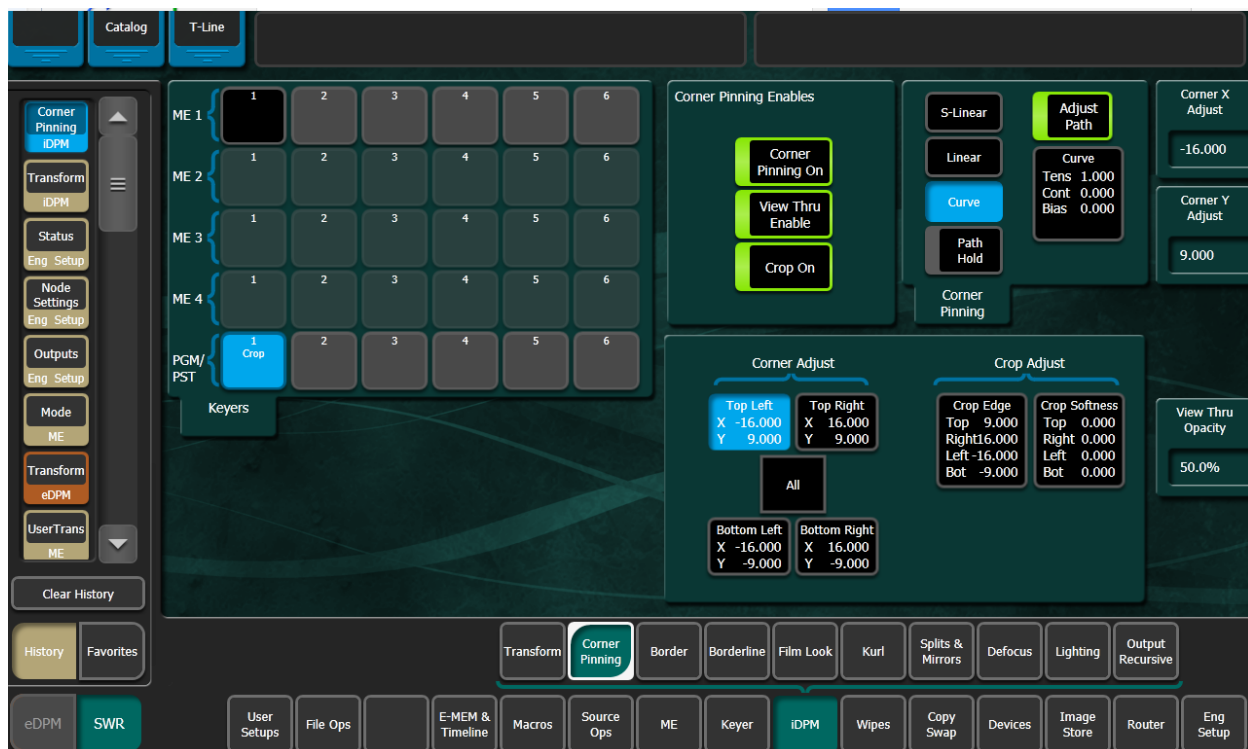 Catalog
T-Line
Corner
Pinning
iDPM
Transform
iDPM
Status
Eng Setup
Node
Settings
Eng Setup
Outputs
Eng Setup
Mode
ME
Transform
eDPM
UserTrans
ME
Clear History
History
Favorites
eDPM
SWR
ME 1
1 2 3 4 5 6
ME 2
1 2 3 4 5 6
ME 3
1 2 3 4 5 6
ME 4
1 2 3 4 5 6
PGM/
PST
1 2 3 4 5 6
Crop
Keyers
Corner Pinning Enables
Corner
Pinning On
View Thru
Enable
Crop On
S-Linear
Linear
Curve
Path
Hold
Adjust
Path
Curve
Tens 1.000
Cont 0.000
Bias 0.000
Corner
Pinning
Corner X
Adjust
-16.000
Corner Y
Adjust
9.000
Corner Adjust
Top Left
X -16.000
Y 9.000
Top Right
X 16.000
Y 9.000
All
Bottom Left
X -16.000
Y -9.000
Bottom Right
X 16.000
Y -9.000
Crop Adjust
Crop Edge
Top 9.000
Right 16.000
Left -16.000
Bot -9.000
Crop Softness
Top 0.000
Right 0.000
Left 0.000
Bot 0.000
View Thru
Opacity
50.0%
Transform
Corner
Pinning
Border
Borderline
Film Look
Kurl
Splits &
Mirrors
Defocus
Lighting
Output
Recursive
User
Setups
File Ops
E-MEM &
Timeline
Macros
Source
Ops
ME
Keyer
iDPM
Wipes
Copy
Swap
Devices
Image
Store
Router
Eng
Setup